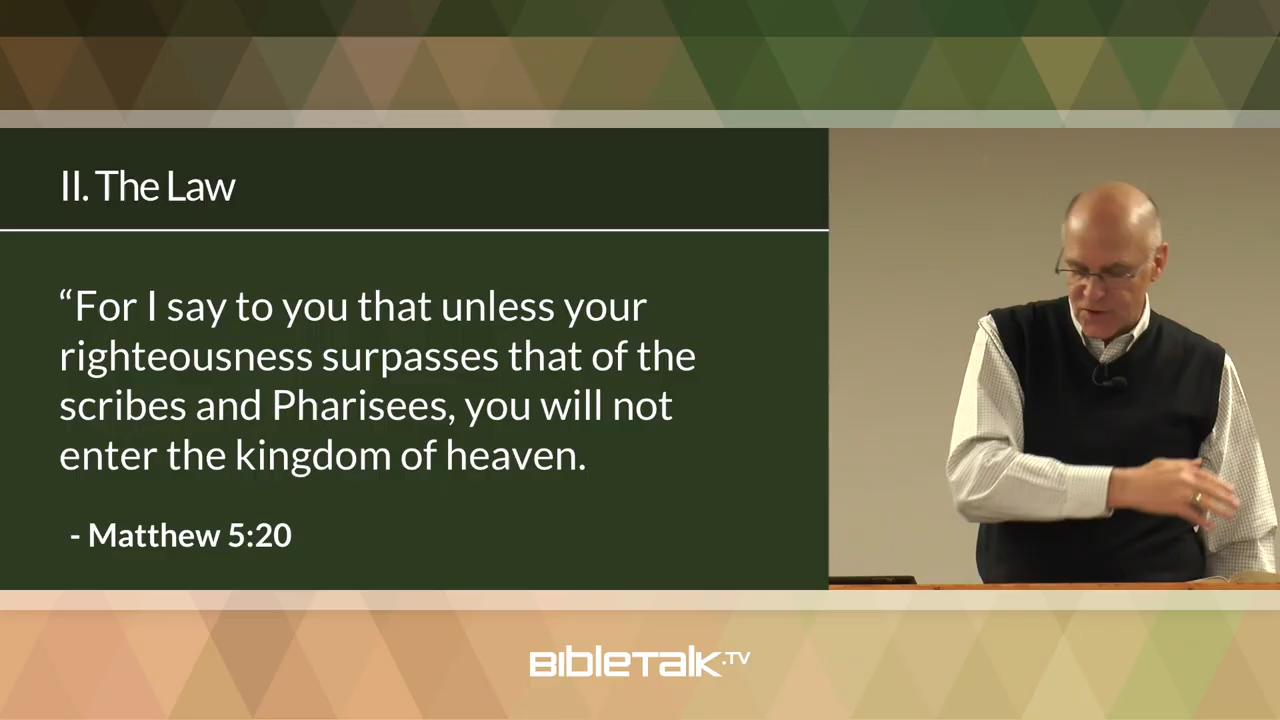 II. The Law
“For I say to you that unless your
righteousness surpasses that of the
scribes and Pharisees, you will not
enter the kingdom of heaven.
- Matthew 5:20
BIBLETALK.TV